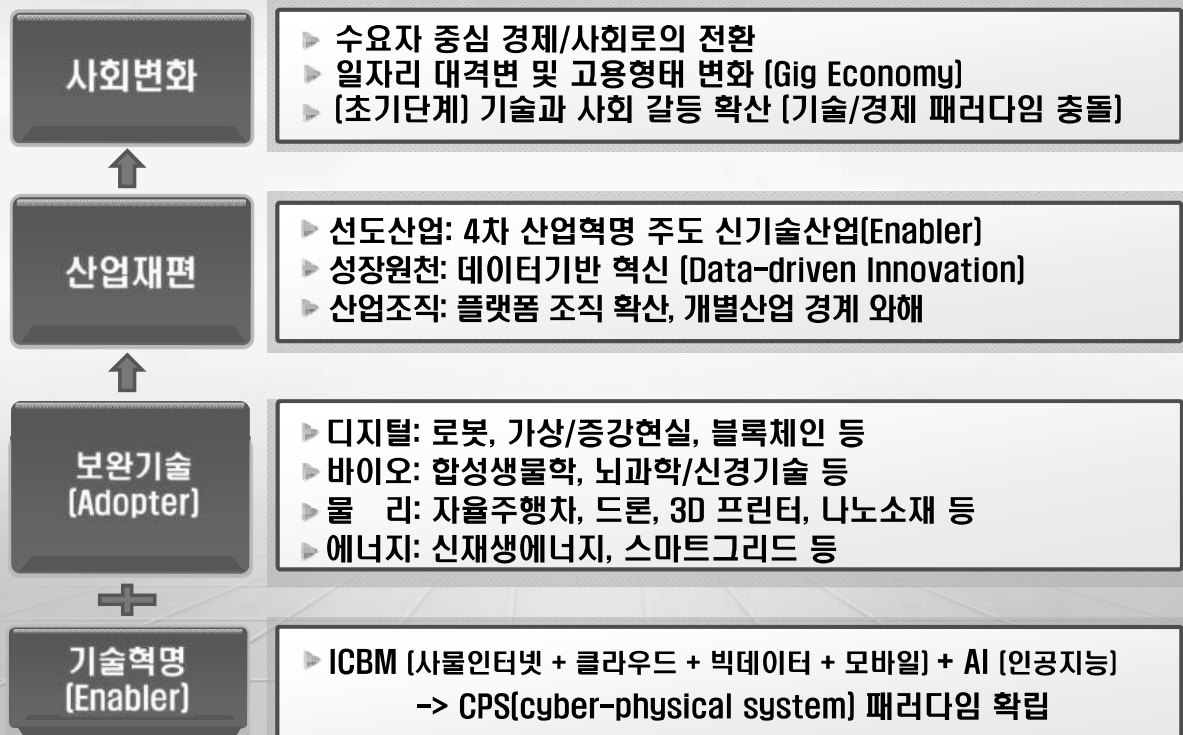 사회변화
수요자 중심 경제/사회로의 전환
일자리 대격변 및 고용형태 변화 (Gig Economy)
(초기단계) 기술과 사회 갈등 확산 (기술/경제 패러다임 충돌)
산업재편
선도산업: 4차 산업혁명 주도 신기술산업(Enabler)
성장원천: 데이터기반 혁신 (Data-driven Innovation)
산업조직: 플랫폼 조직 확산, 개별산업 경계 와해
보완기술
(Adopter)
디지털: 로봇, 가상/증강현실, 블록체인 등
바이오: 합성생물학, 뇌과학/신경기술 등
물 리: 자율주행차, 드론, 3D 프린터, 나노소재 등
에너지: 신재생에너지, 스마트그리드 등
기술혁명
(Enabler)
ICBM (사물인터넷 + 클라우드 + 빅데이터 + 모바일) + AI (인공지능)
-> CPS(cyber-physical system) 패러다임 확립